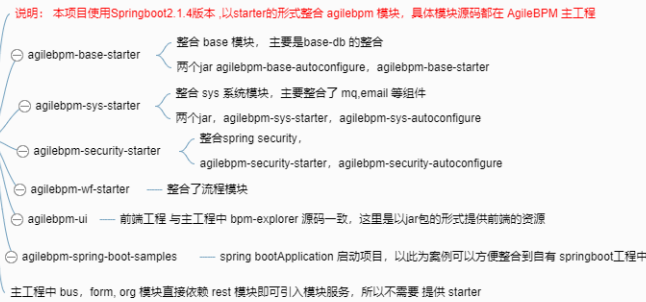 说明： 本项目使用Springboot2.1.4版本 ,以starter的形式整合 agilebpm 模块，具体模块源码都在 AgileBPM 主工程
agilebpm-base-starter
整合 base 模块， 主要是base-db 的整合
两个jar agilebpm-base-autoconfigure，agilebpm-base-starter
agilebpm-sys-starter
整合 sys 系统模块，主要整合了 mq,email 等组件
两个jar，agilebpm-sys-starter，agilebpm-sys-autoconfigure
agilebpm-security-starter
整合spring security，
agilebpm-security-starter，agilebpm-security-autoconfigure
agilebpm-wf-starter
整合了流程模块
agilebpm-ui
前端工程 与主工程中 bpm-explorer 源码一致，这里是以jar包的形式提供前端的资源
agilebpm-spring-boot-samples
spring bootApplication 启动项目，以此为案例可以方便整合到自有 springboot工程中
主工程中 bus，form, org 模块直接依赖 rest 模块即可引入模块服务，所以不需要 提供 starter